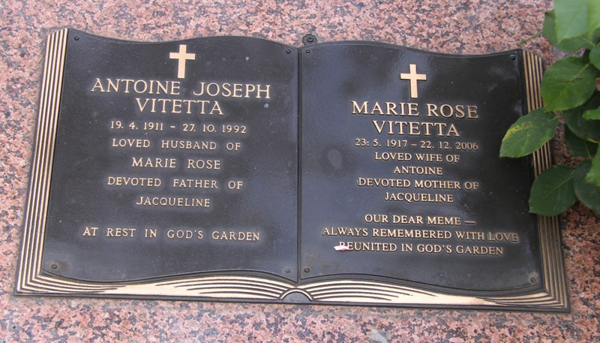 ANTOINE JOSEPH
VITETTA
19. 4. 1911 - 27. 10. 1992
LOVED HUSBAND OF
MARIE ROSE
DEVOTED FATHER OF
JACQUELINE
AT REST IN GOD'S GARDEN
MARIE ROSE
VITETTA
23. 5. 1917 - 22. 12. 2006
LOVED WIFE OF
ANTOINE
DEVOTED MOTHER OF
JACQUELINE
OUR DEAR MEME —
ALWAYS REMEMBERED WITH LOVE
REUNITED IN GOD'S GARDEN